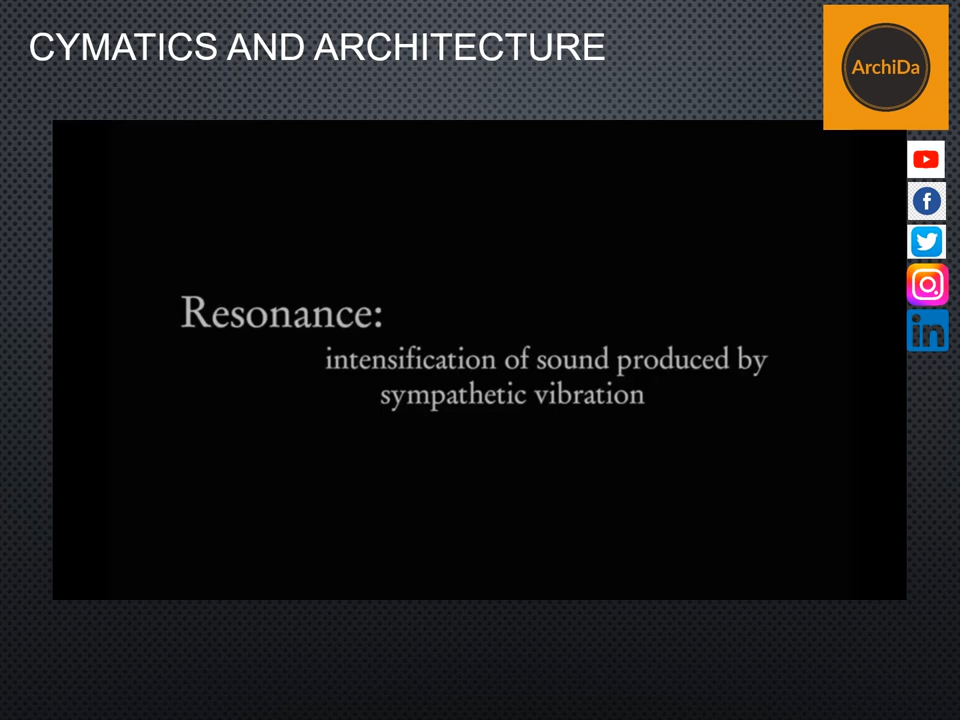 CYMATICS AND ARCHITECTURE
ArchiDa
Resonance:
intensification of sound produced by
sympathetic vibration